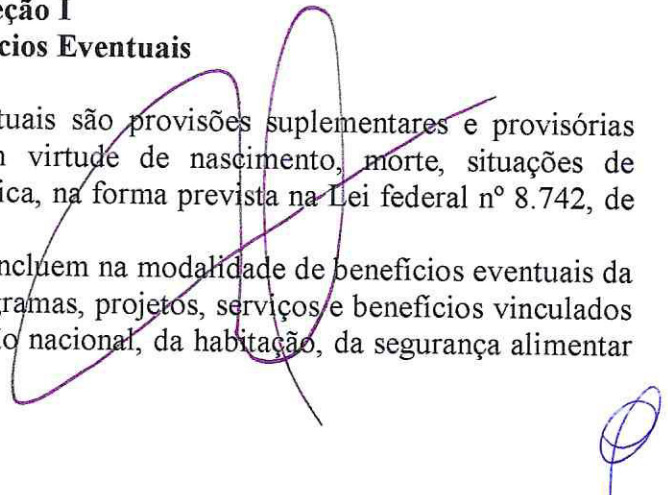 eção I
cios Eventuais
tuais são provisões suplementares e provisórias
virtude de nascimento, morte, situações de
ica, na forma prevista na Lei federal nº 8.742, de
ncluem na modalidade de benefícios eventuais da
gramas, projetos, serviços e benefícios vinculados
ão nacional, da habitação, da segurança alimentar